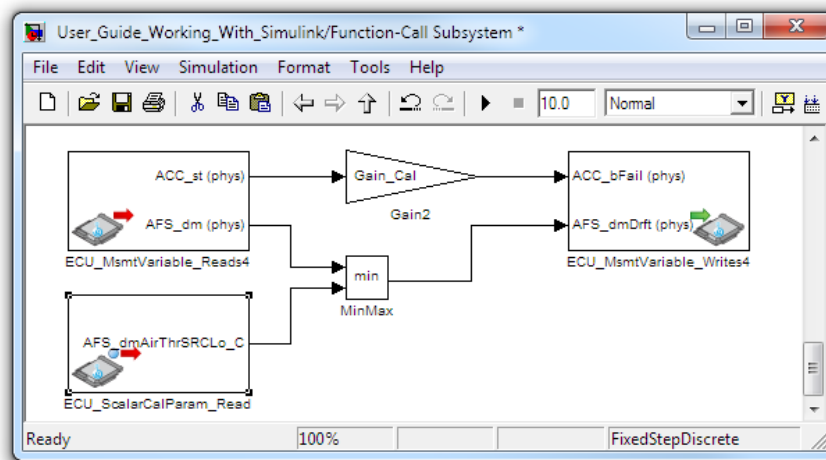 User_Guide_Working_With_Simulink/Function-Call Subsystem *
File Edit View Simulation Format Tools Help
10.0 Normal
ACC_st (phys)
AFS_dm (phys)
ECU_MsmtVariable_Reads4
Gain_Cal
Gain2
ACC_bFail (phys)
AFS_dmDrft (phys)
ECU_MsmtVariable_Writes4
min
MinMax
AFS_dmAirThrSRCLo_C
ECU_ScalarCalParam_Read
Ready 100% FixedStepDiscrete